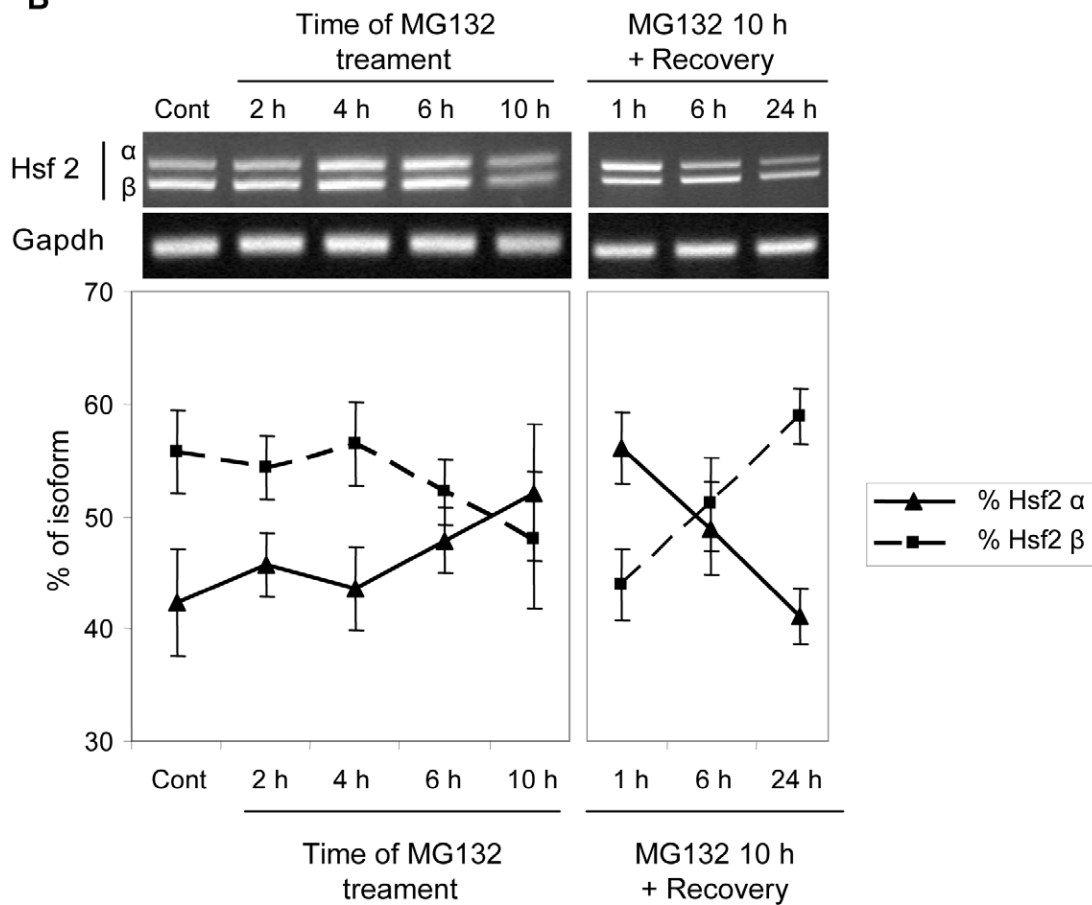 B
Time of MG132
treament
MG132 10 h
+ Recovery
Cont 2 h 4 h 6 h 10 h 1 h 6 h 24 h
Hsf 2
α
β
Gapdh
70
60
50
40
30
% of isoform
% Hsf2 α
% Hsf2 β
Cont 2 h 4 h 6 h 10 h 1 h 6 h 24 h
Time of MG132
treament
MG132 10 h
+ Recovery